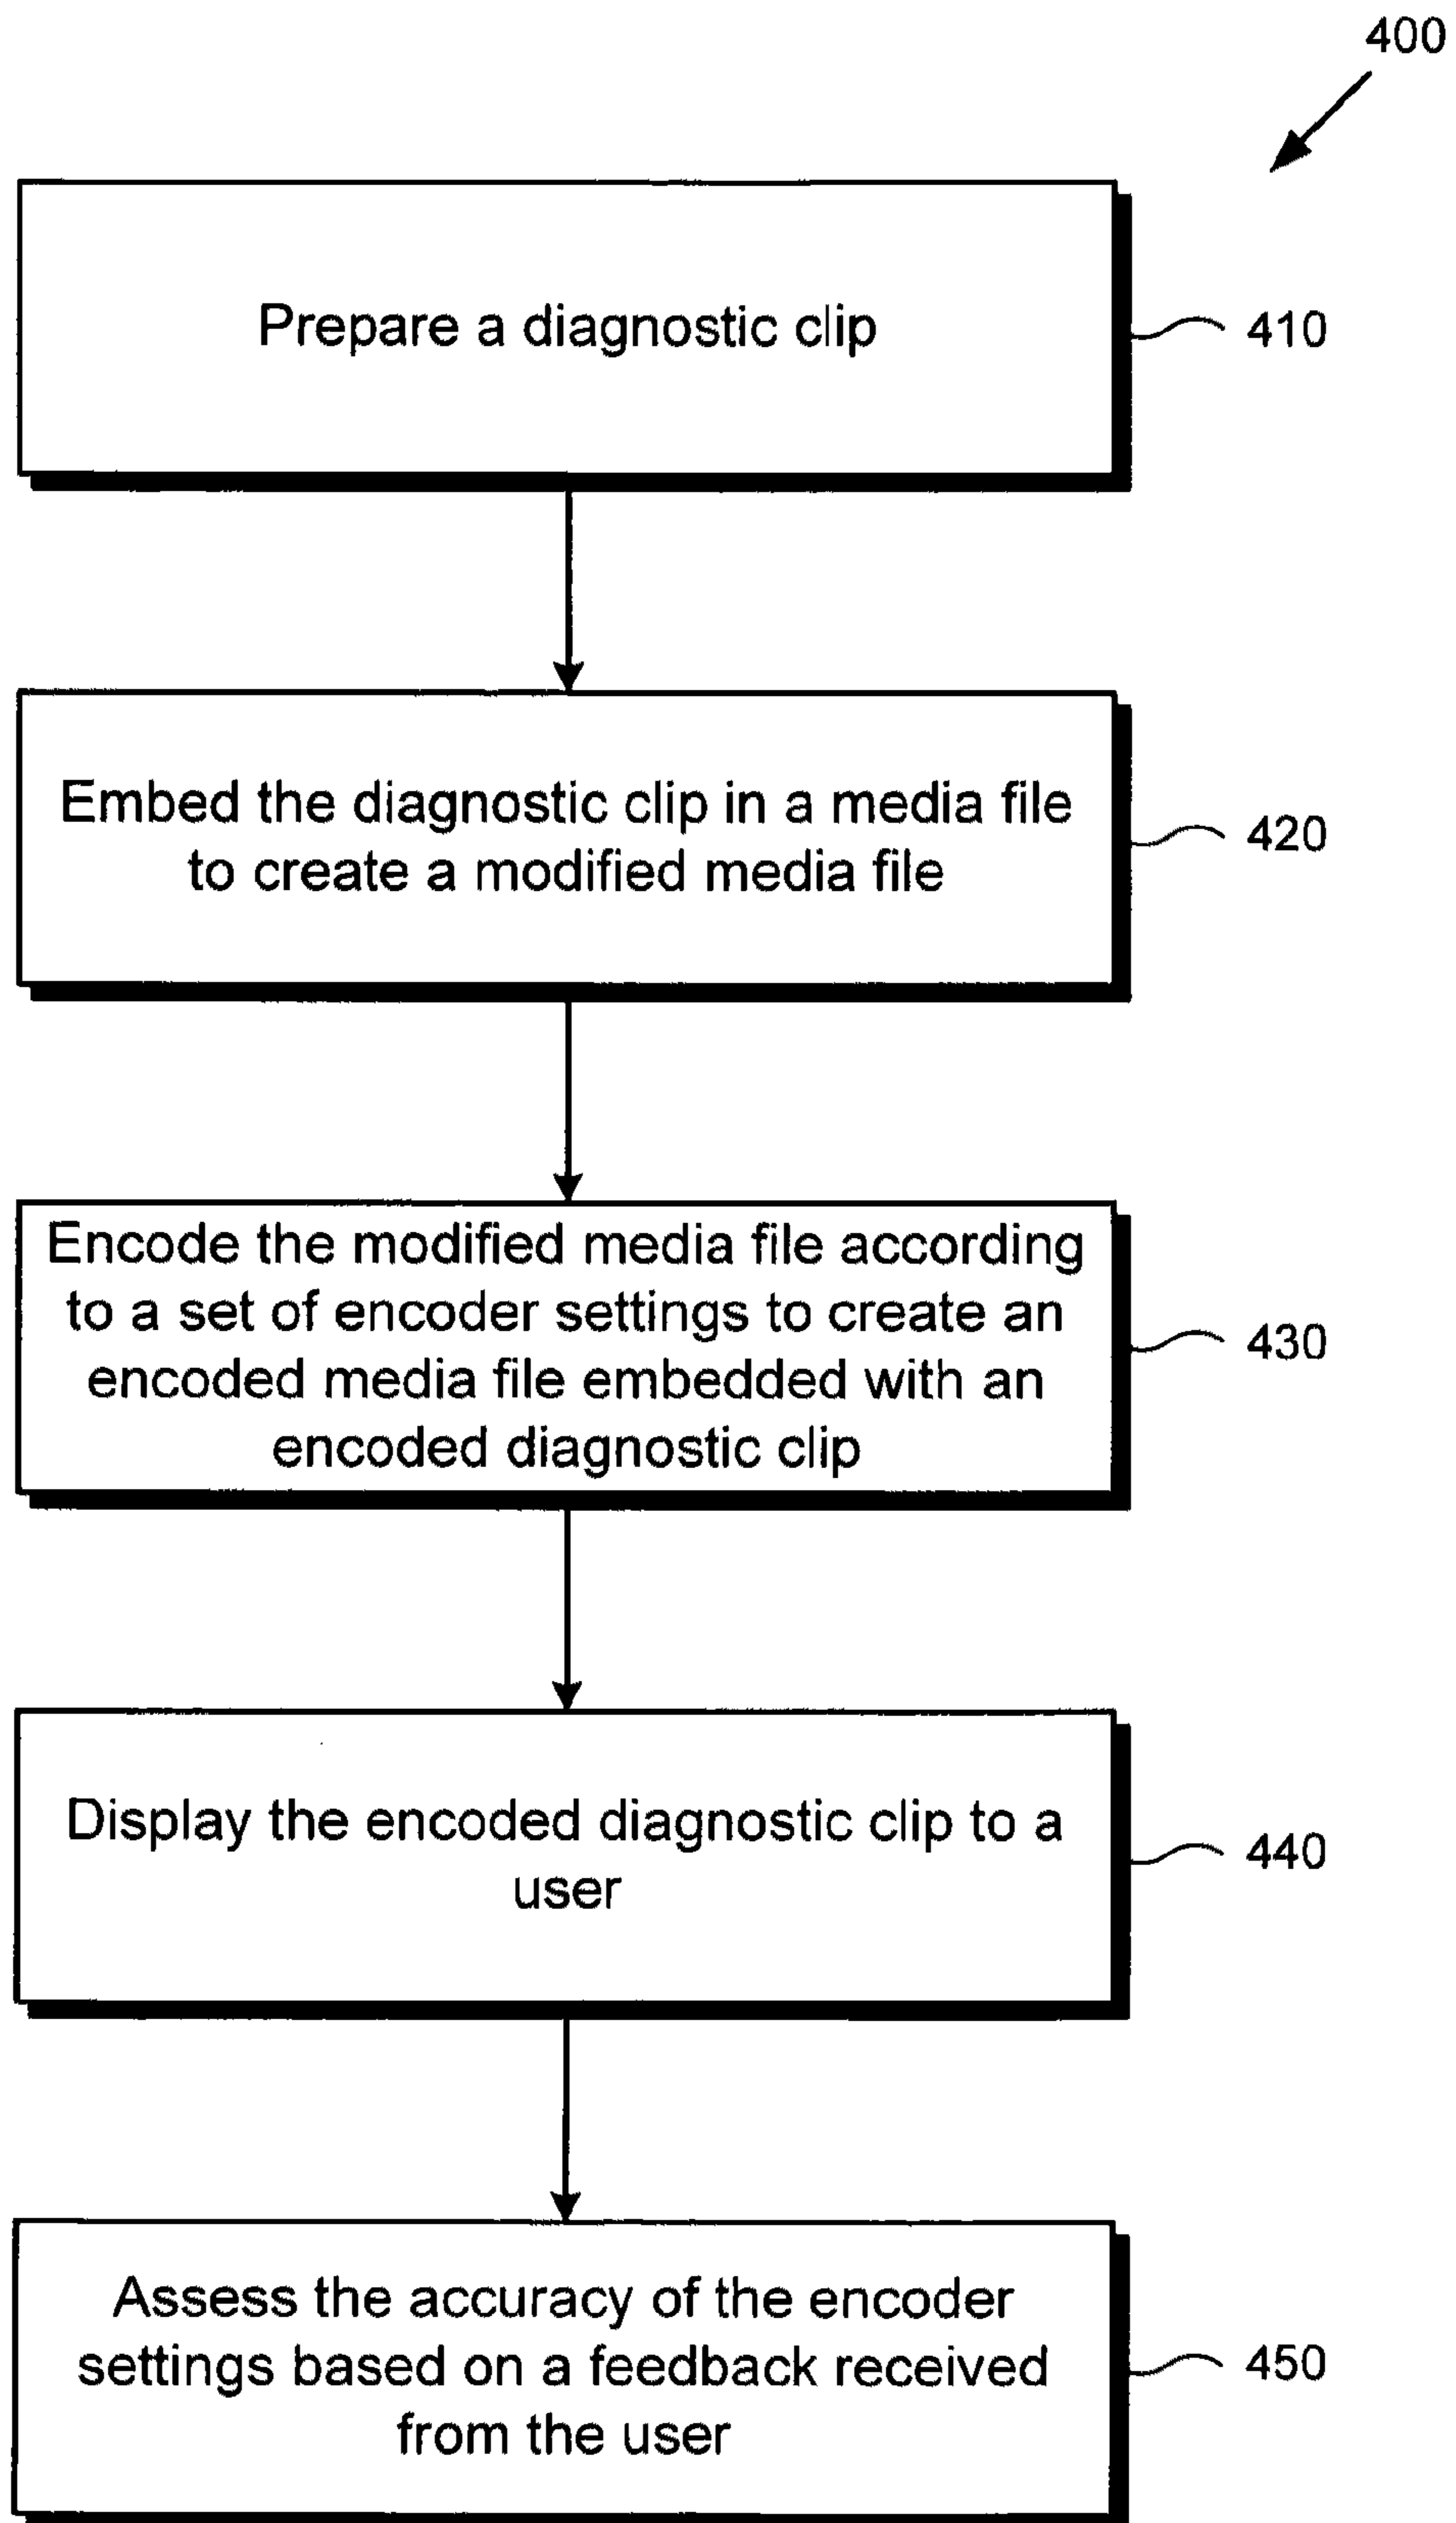 400
Prepare a diagnostic clip
410
Embed the diagnostic clip in a media file
to create a modified media file
420
Encode the modified media file according
to a set of encoder settings to create an
encoded media file embedded with an
encoded diagnostic clip
430
Display the encoded diagnostic clip to a
user
440
Assess the accuracy of the encoder
settings based on a feedback received
from the user
450